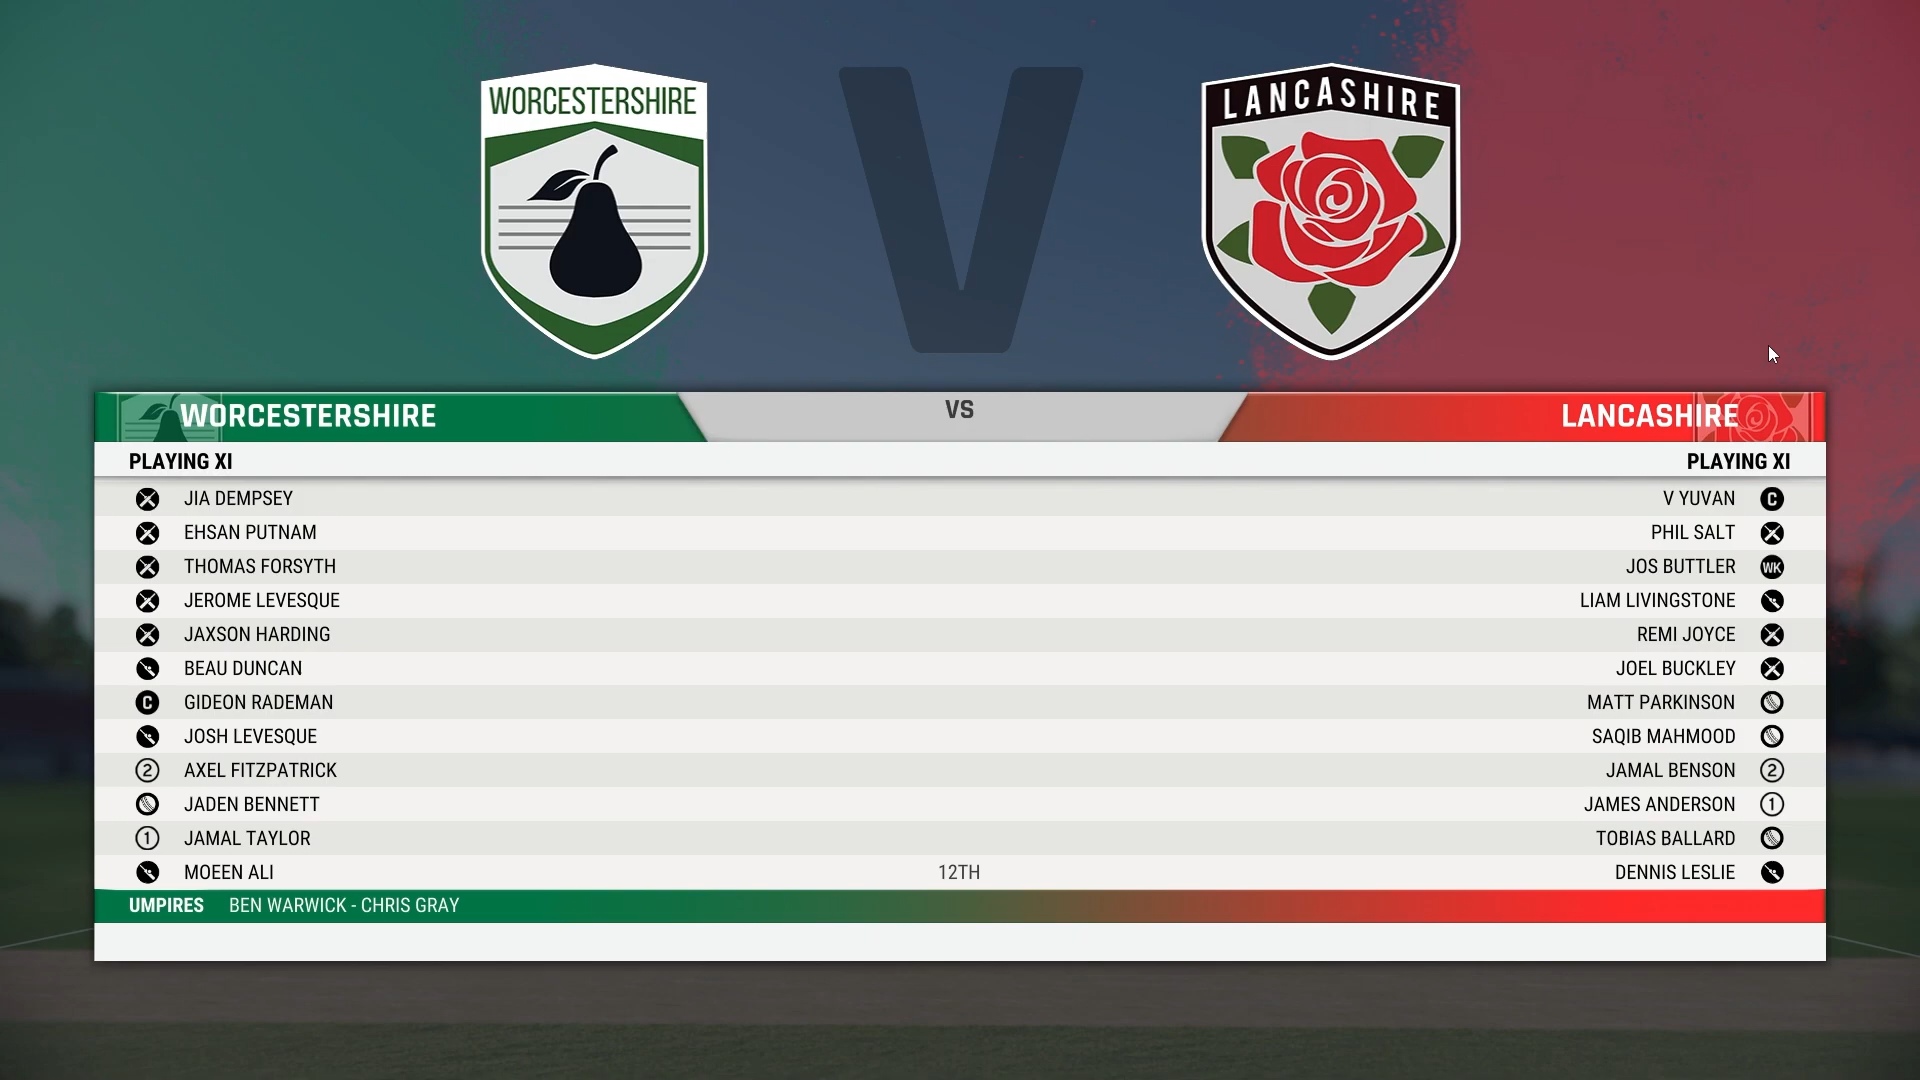 WORCESTERSHIRE
V
LANCASHIRE
WORCESTERSHIRE VS LANCASHIRE
PLAYING XI PLAYING XI
JIA DEMPSEY V YUVAN C
EHSAN PUTNAM PHIL SALT
THOMAS FORSYTH JOS BUTTLER WK
JEROME LEVESQUE LIAM LIVINGSTONE
JAXSON HARDING REMI JOYCE
BEAU DUNCAN JOEL BUCKLEY
C GIDEON RADEMAN MATT PARKINSON
JOSH LEVESQUE SAQIB MAHMOOD
2 AXEL FITZPATRICK JAMAL BENSON 2
JADEN BENNETT JAMES ANDERSON 1
1 JAMAL TAYLOR TOBIAS BALLARD
MOEEN ALI 12TH DENNIS LESLIE
UMPIRES BEN WARWICK - CHRIS GRAY